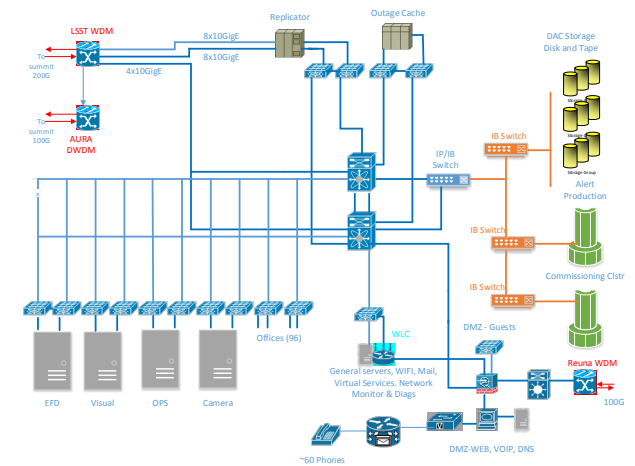 Replicator
Outage Cache
LSST WDM
8x10GigE
DAC Storage
Disk and Tape
8x10GigE
To
summit
200G
4x10GigE
To
summit
100G
AURA
DWDM
IB Switch
IP/IB
Switch
Storage Group
Alert
Production
IB Switch
Commissioning Clstr
IB Switch
Offices (96)
WLC
DMZ - Guests
General servers, WIFI, Mail,
Virtual Services. Network
Monitor & Diags
Reuna WDM
100G
EFD
Visual
OPS
Camera
W
DMZ-WEB, VOIP, DNS
~60 Phones